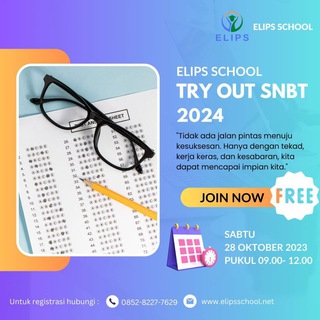 ELIPS
ELIPS SCHOOL
ELIPS SCHOOL
TRY OUT SNBT
2024
"Tidak ada jalan pintas menuju
kesuksesan. Hanya dengan tekad,
kerja keras, dan kesabaran, kita
dapat mencapai impian kita."
JOIN NOW
FREE
SABTU
28 OKTOBER 2023
PUKUL 09.00- 12.00
Untuk registrasi hubungi :
0852-8227-7629
www.elipsschool.net